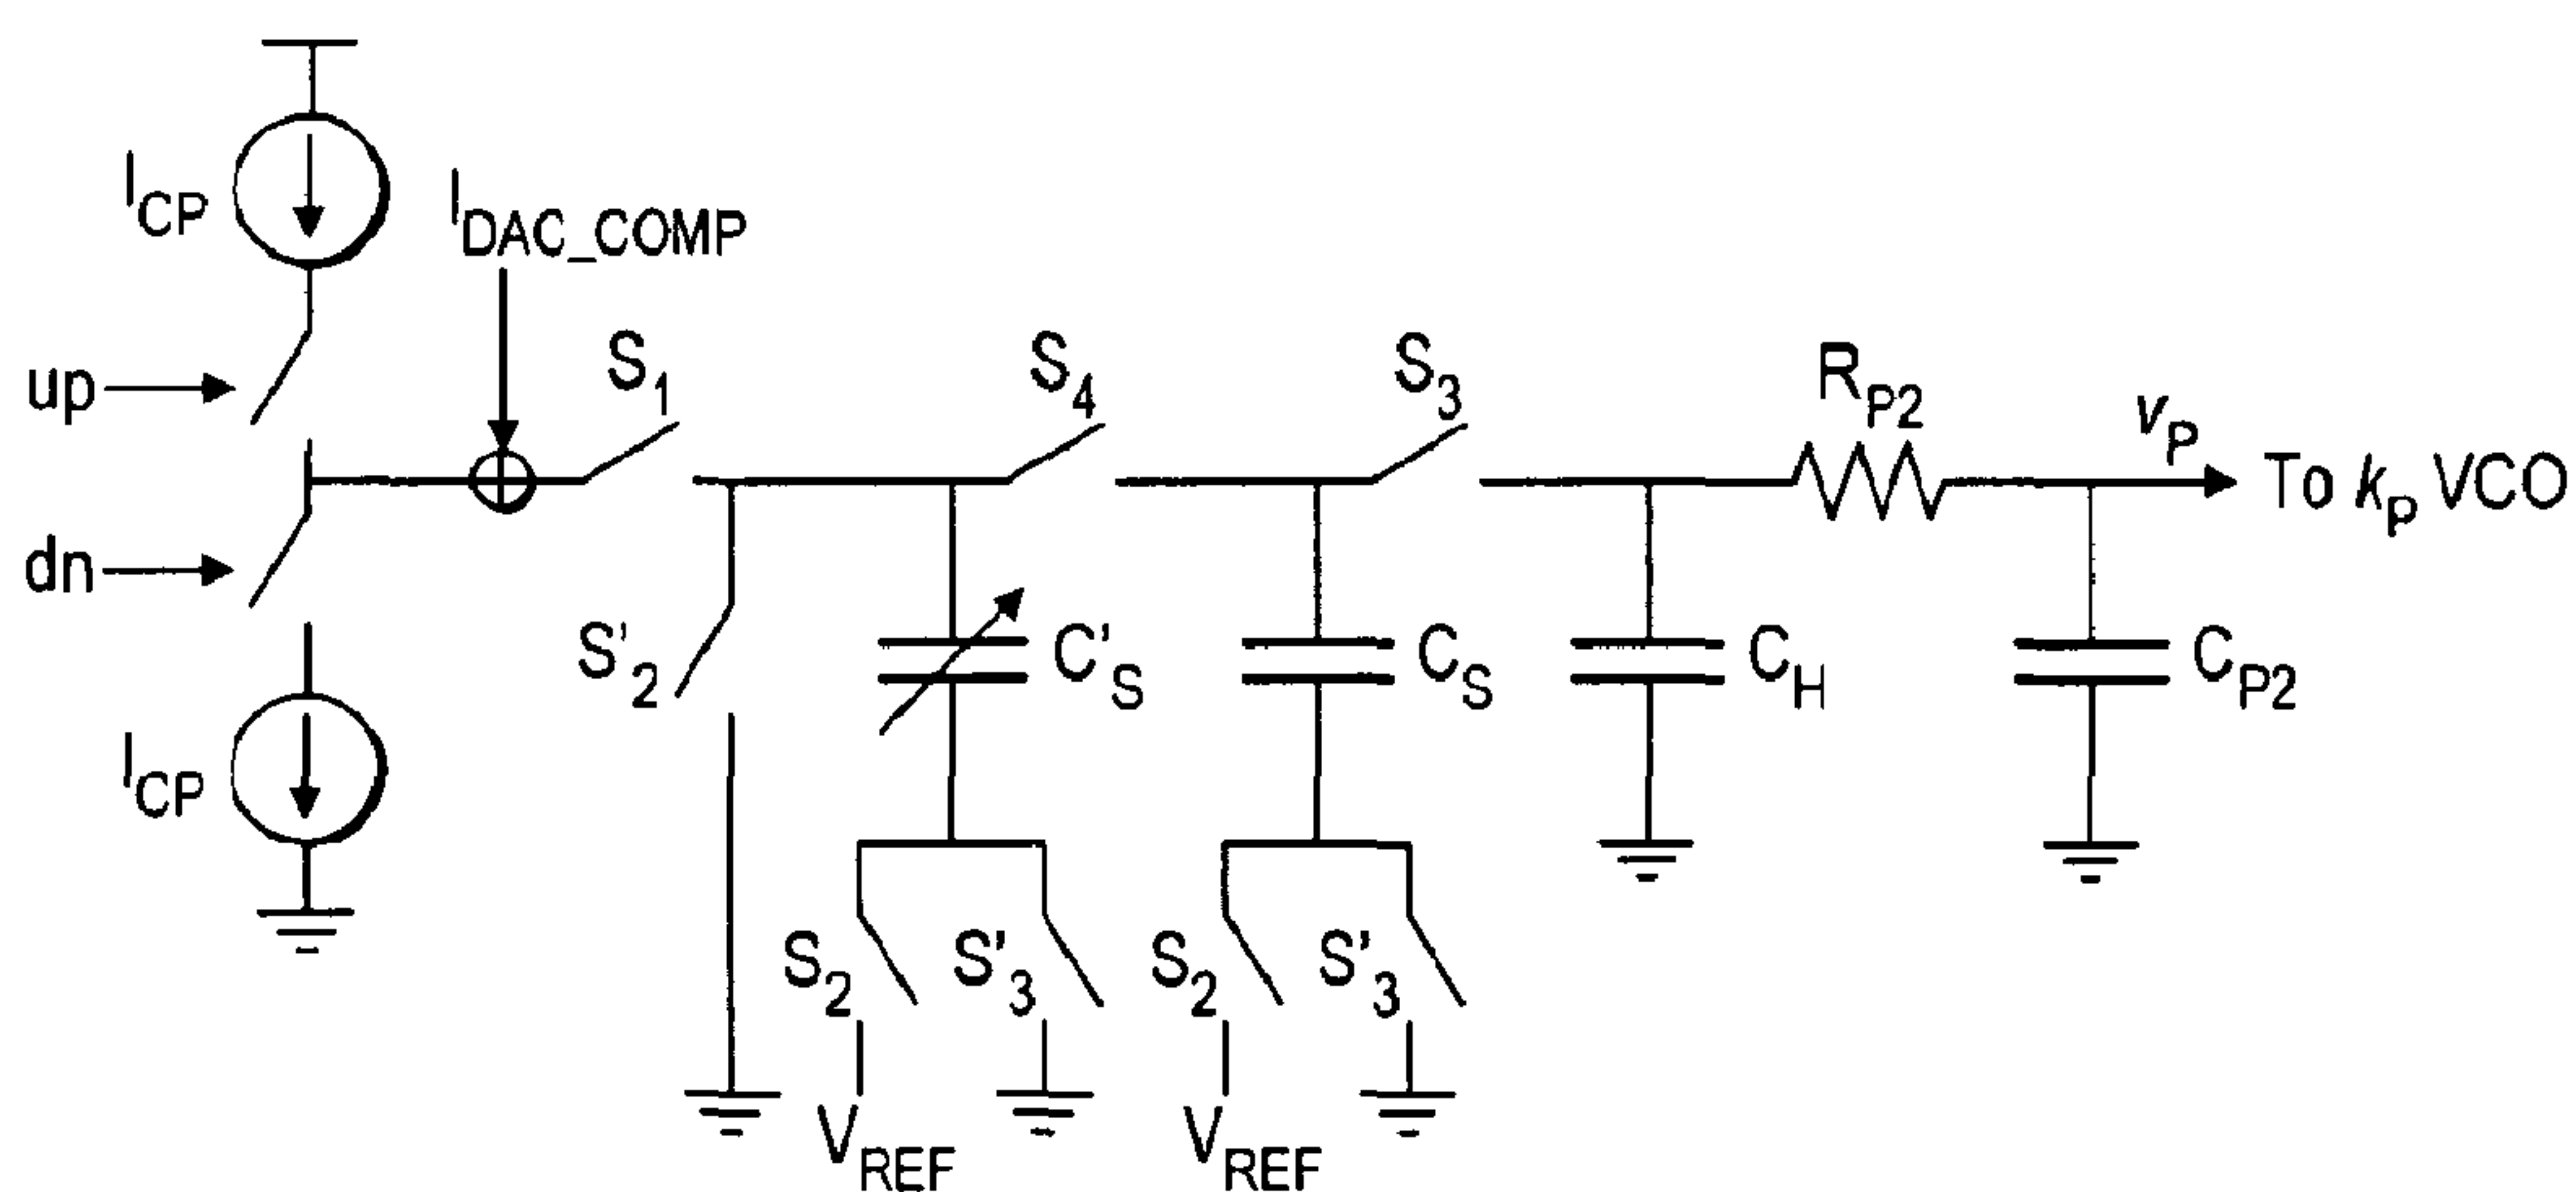 I_CP
I_DAC_COMP
up
S_1
S_4
S_3
R_P2
v_P
To k_P VCO
dn
S'_2
C'_S
C_S
C_H
C_P2
I_CP
S_2
S'_3
S_2
S'_3
V_REF
V_REF